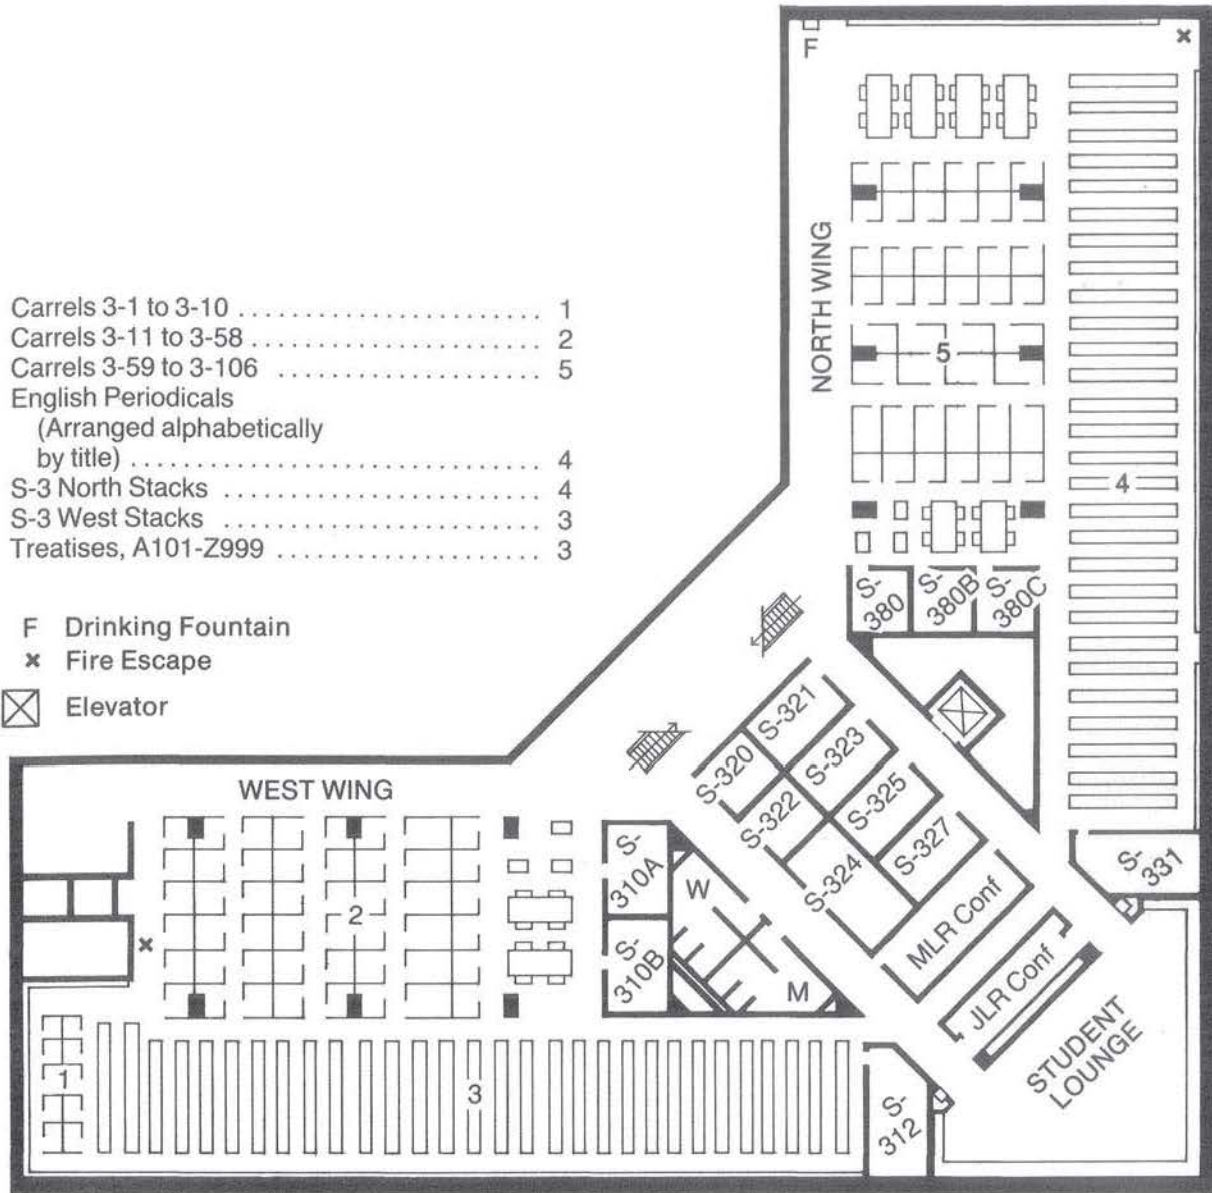 Carrels 3-1 to 3-10 ........................ 1
Carrels 3-11 to 3-58 ....................... 2
Carrels 3-59 to 3-106 ..................... 5
English Periodicals
(Arranged alphabetically
by title) ................................ 4
S-3 North Stacks ......................... 4
S-3 West Stacks .......................... 3
Treatises, A101-Z999 ..................... 3
F Drinking Fountain
× Fire Escape
Elevator
F
×
NORTH WING
5
4
S-
380
S-
380B
S-
380C
S-321
S-320
S-323
S-322
S-325
S-324
S-327
MLR Conf
JLR Conf
S-
331
STUDENT
LOUNGE
WEST WING
2
×
S-
310A
S-
310B
W
M
1
3
S-
312